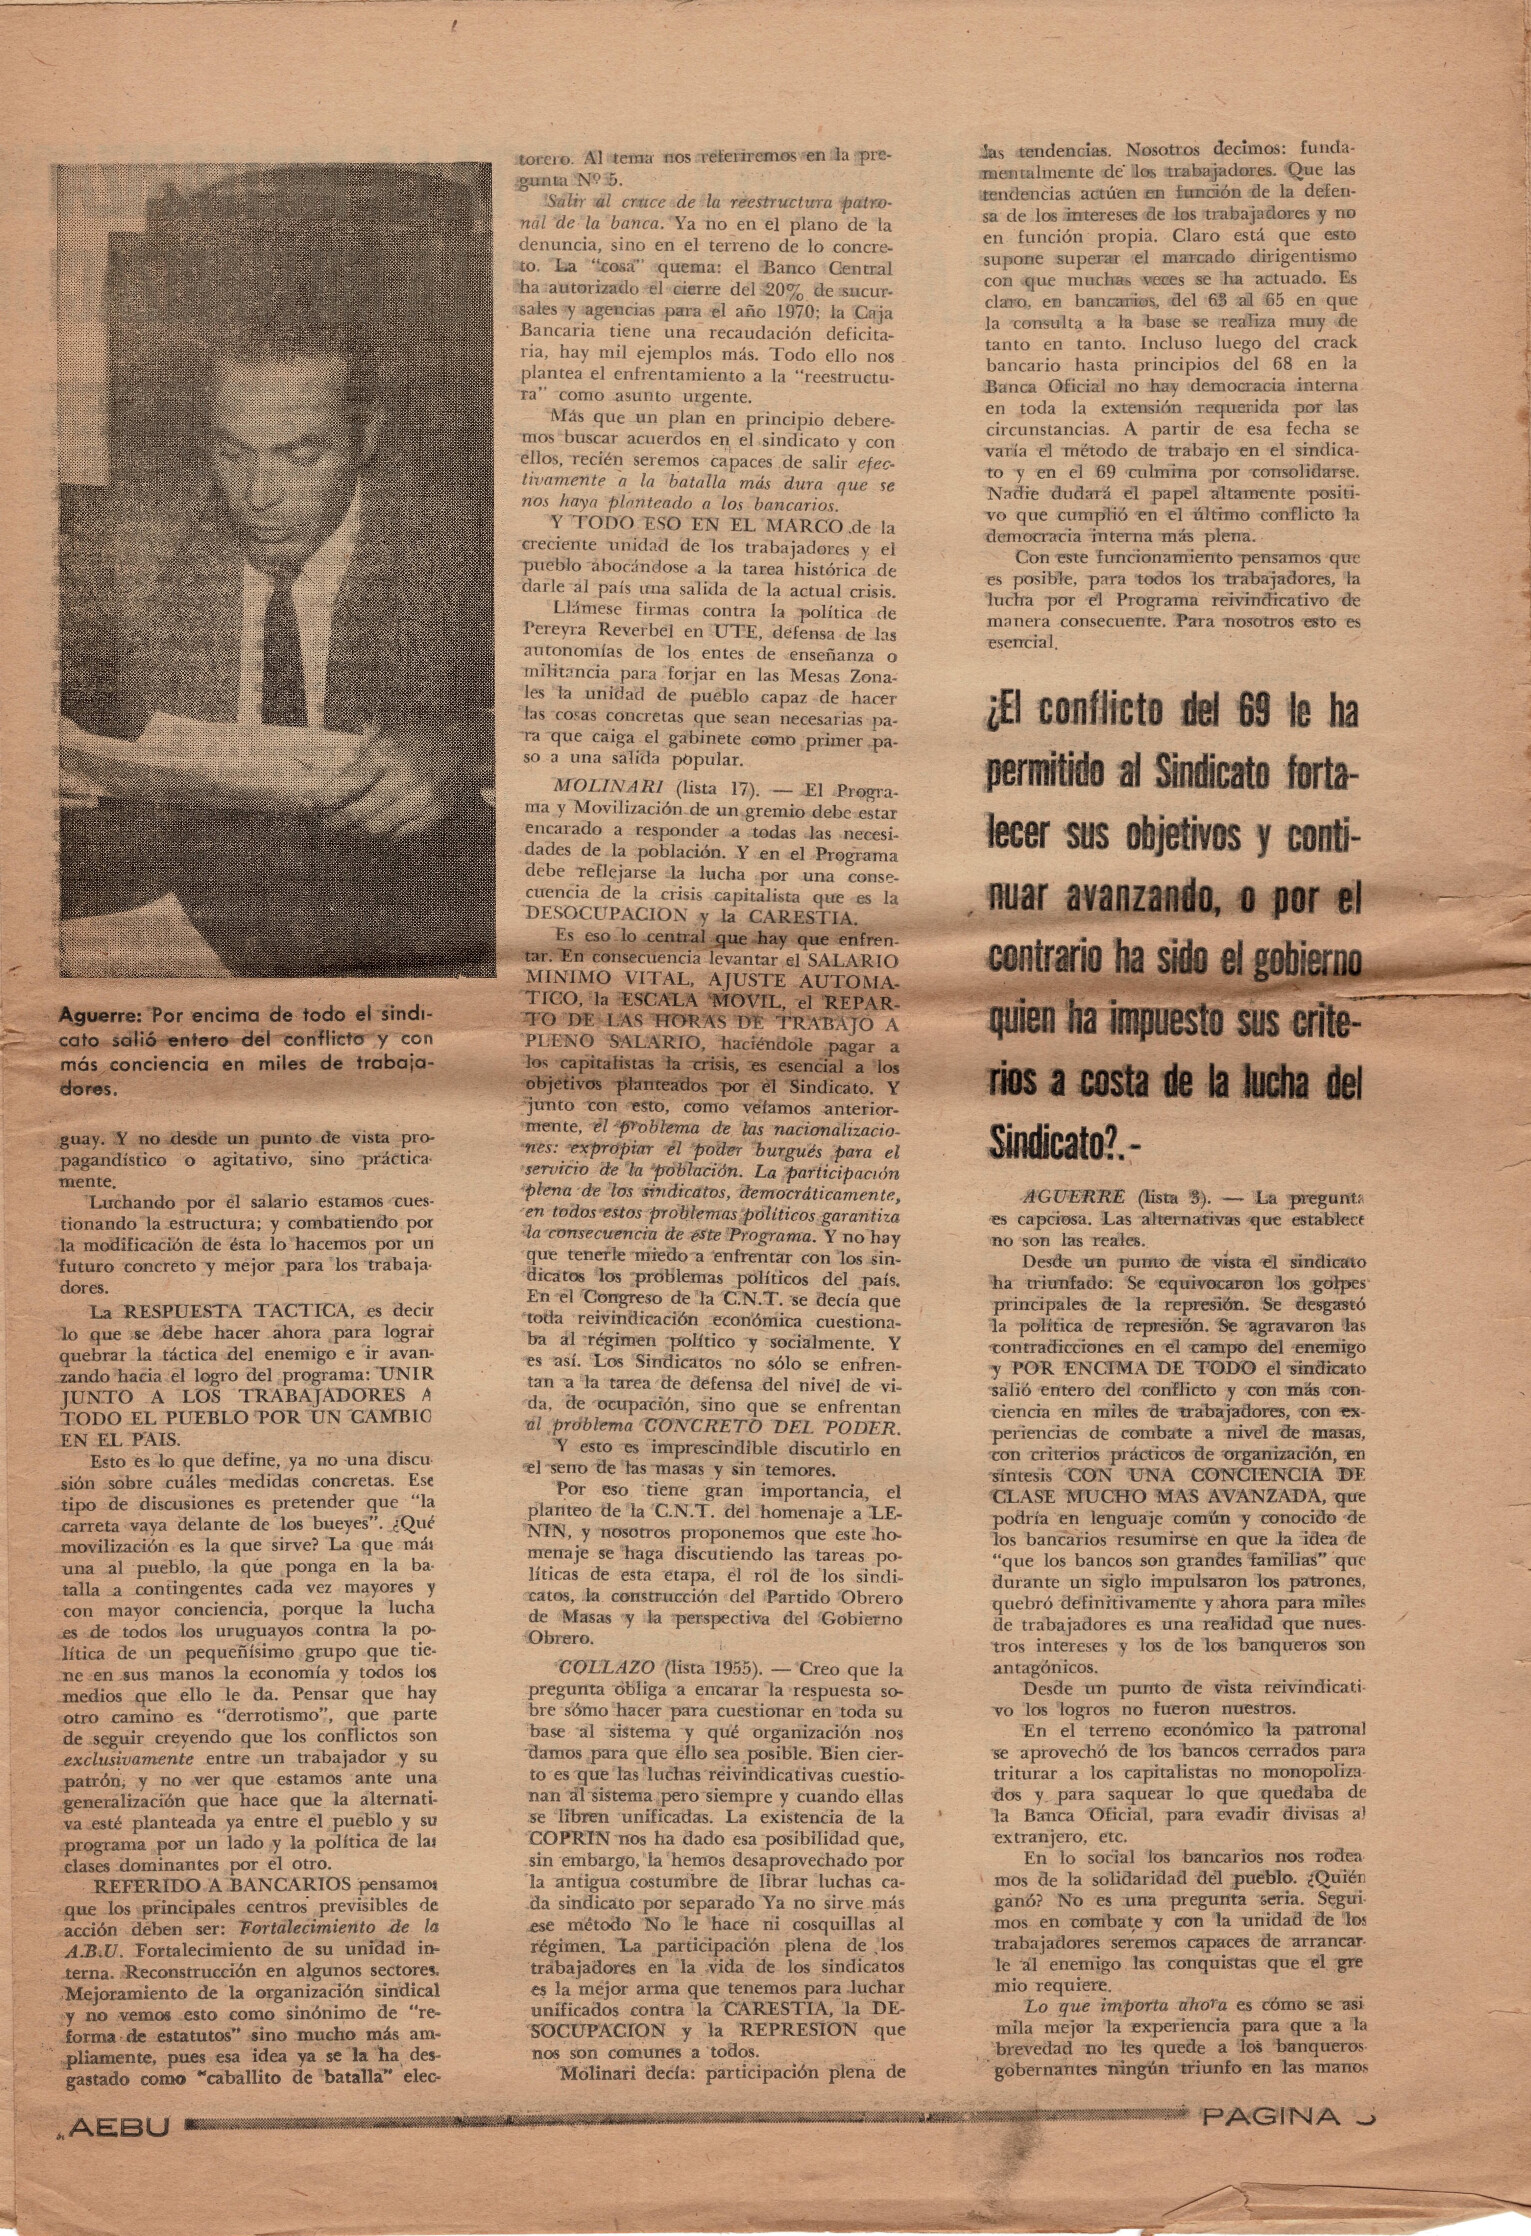 Aguerre: Por encima de todo el sindi-
cato salió entero del conflicto y con
más conciencia en miles de trabaja-
dores.
guay. Y no desde un punto de vista pro-
pagandístico o agitativo, sino práctica-
mente.
Luchando por el salario estamos cues-
tionando la estructura; y combatiendo por
la modificación de ésta lo hacemos por un
futuro concreto y mejor para los trabaja-
dores.
La RESPUESTA TACTICA, es decir
lo que se debe hacer ahora para lograr
quebrar la táctica del enemigo e ir avan-
zando hacia el logro del programa: UNIR
JUNTO A LOS TRABAJADORES A
TODO EL PUEBLO POR UN CAMBIO
EN EL PAIS.
Esto es lo que define, ya no una discu-
sión sobre cuáles medidas concretas. Ese
tipo de discusiones es pretender que "la
carreta vaya delante de los bueyes". ¿Qué
movilización es la que sirve? La que más
una al pueblo, la que ponga en la ba-
talla a contingentes cada vez mayores y
con mayor conciencia, porque la lucha
es de todos los uruguayos contra la po-
lítica de un pequeñísimo grupo que tie-
ne en sus manos la economía y todos los
medios que ello le da. Pensar que hay
otro camino es "derrotismo", que parte
de seguir creyendo que los conflictos son
exclusivamente entre un trabajador y su
patrón, y no ver que estamos ante una
generalización que hace que la alternati-
va esté planteada ya entre el pueblo y su
programa por un lado y la política de las
clases dominantes por el otro.
REFERIDO A BANCARIOS pensamos
que los principales centros previsibles de
acción deben ser: Fortalecimiento de la
A.B.U. Fortalecimiento de su unidad in-
terna. Reconstrucción en algunos sectores.
Mejoramiento de la organización sindical
y no vemos esto como sinónimo de "re-
forma de estatutos" sino mucho más am-
pliamente, pues esa idea ya se la ha des-
gastado como "caballito de batalla" elec-
torero. Al tema nos referiremos en la pre-
gunta Nº 5.
Salir al cruce de la reestructura patro-
nal de la banca. Ya no en el plano de la
denuncia, sino en el terreno de lo concre-
to. La "cosa" quema: el Banco Central
ha autorizado el cierre del 20% de sucur-
sales y agencias para el año 1970; la Caja
Bancaria tiene una recaudación deficita-
ria, hay mil ejemplos más. Todo ello nos
plantea el enfrentamiento a la "reestructu-
ra" como asunto urgente.
Más que un plan en principio debere-
mos buscar acuerdos en el sindicato y con
ellos, recién seremos capaces de salir efec-
tivamente a la batalla más dura que se
nos haya planteado a los bancarios.
Y TODO ESO EN EL MARCO de la
creciente unidad de los trabajadores y el
pueblo abocándose a la tarea histórica de
darle al país una salida de la actual crisis.
Llámese firmas contra la política de
Pereyra Reverbel en UTE, defensa de las
autonomías de los entes de enseñanza o
militancia para forjar en las Mesas Zona-
les la unidad de pueblo capaz de hacer
las cosas concretas que sean necesarias pa-
ra que caiga el gabinete como primer pa-
so a una salida popular.
MOLINARI (lista 17). — El Progra-
ma y Movilización de un gremio debe estar
encarado a responder a todas las necesi-
dades de la población. Y en el Programa
debe reflejarse la lucha por una conse-
cuencia de la crisis capitalista que es la
DESOCUPACION y la CARESTIA.
Es eso lo central que hay que enfren-
tar. En consecuencia levantar el SALARIO
MINIMO VITAL, AJUSTE AUTOMA-
TICO, la ESCALA MOVIL, el REPAR-
TO DE LAS HORAS DE TRABAJO A
PLENO SALARIO, haciéndole pagar a
los capitalistas la crisis, es esencial a los
objetivos planteados por el Sindicato. Y
junto con esto, como veíamos anterior-
mente, el problema de las nacionalizacio-
nes: expropiar el poder burgués para el
servicio de la población. La participación
plena de los sindicatos, democráticamente,
en todos estos problemas políticos garantiza
la consecuencia de este Programa. Y no hay
que tenerle miedo a enfrentar con los sin-
dicatos los problemas políticos del país.
En el Congreso de la C.N.T. se decía que
toda reivindicación económica cuestiona-
ba al régimen político y socialmente. Y
es así. Los Sindicatos no sólo se enfren-
tan a la tarea de defensa del nivel de vi-
da, de ocupación, sino que se enfrentan
al problema CONCRETO DEL PODER.
Y esto es imprescindible discutirlo en
el seno de las masas y sin temores.
Por eso tiene gran importancia, el
planteo de la C.N.T. del homenaje a LE-
NIN, y nosotros proponemos que este ho-
menaje se haga discutiendo las tareas po-
líticas de esta etapa, el rol de los sindi-
catos, la construcción del Partido Obrero
de Masas y la perspectiva del Gobierno
Obrero.
COLLAZO (lista 1955). — Creo que la
pregunta obliga a encarar la respuesta so-
bre sómo hacer para cuestionar en toda su
base al sistema y qué organización nos
damos para que ello sea posible. Bien cier-
to es que las luchas reivindicativas cuestio-
nan al sistema pero siempre y cuando ellas
se libren unificadas. La existencia de la
COPRIN nos ha dado esa posibilidad que,
sin embargo, la hemos desaprovechado por
la antigua costumbre de librar luchas ca-
da sindicato por separado Ya no sirve más
ese método No le hace ni cosquillas al
régimen. La participación plena de los
trabajadores en la vida de los sindicatos
es la mejor arma que tenemos para luchar
unificados contra la CARESTIA, la DE-
SOCUPACION y la REPRESION que
nos son comunes a todos.
Molinari decía: participación plena de
las tendencias. Nosotros decimos: funda-
mentalmente de los trabajadores. Que las
tendencias actúen en función de la defen-
sa de los intereses de los trabajadores y no
en función propia. Claro está que esto
supone superar el marcado dirigentismo
con que muchas veces se ha actuado. Es
claro, en bancarios, del 63 al 65 en que
la consulta a la base se realiza muy de
tanto en tanto. Incluso luego del crack
bancario hasta principios del 68 en la
Banca Oficial no hay democracia interna
en toda la extensión requerida por las
circunstancias. A partir de esa fecha se
varía el método de trabajo en el sindica-
to y en el 69 culmina por consolidarse.
Nadie dudará el papel altamente positi-
vo que cumplió en el último conflicto la
democracia interna más plena.
Con este funcionamiento pensamos que
es posible, para todos los trabajadores, la
lucha por el Programa reivindicativo de
manera consecuente. Para nosotros esto es
esencial.
¿El conflicto del 69 le ha
permitido al Sindicato forta-
lecer sus objetivos y conti-
nuar avanzando, o por el
contrario ha sido el gobierno
quien ha impuesto sus crite-
rios a costa de la lucha del
Sindicato?.-
AGUERRE (lista 3). — La pregunta
es capciosa. Las alternativas que establece
no son las reales.
Desde un punto de vista el sindicato
ha triunfado: Se equivocaron los golpes
principales de la represión. Se desgastó
la política de represión. Se agravaron las
contradicciones en el campo del enemigo
y POR ENCIMA DE TODO el sindicato
salió entero del conflicto y con más con-
ciencia en miles de trabajadores, con ex-
periencias de combate a nivel de masas,
con criterios prácticos de organización, en
síntesis CON UNA CONCIENCIA DE
CLASE MUCHO MAS AVANZADA, que
podría en lenguaje común y conocido de
los bancarios resumirse en que la idea de
"que los bancos son grandes familias" que
durante un siglo impulsaron los patrones,
quebró definitivamente y ahora para miles
de trabajadores es una realidad que nues-
tros intereses y los de los banqueros son
antagónicos.
Desde un punto de vista reivindicati-
vo los logros no fueron nuestros.
En el terreno económico la patronal
se aprovechó de los bancos cerrados para
triturar a los capitalistas no monopoliza-
dos y para saquear lo que quedaba de
la Banca Oficial, para evadir divisas al
extranjero, etc.
En lo social los bancarios nos rodea
mos de la solidaridad del pueblo. ¿Quién
ganó? No es una pregunta seria. Segui-
mos en combate y con la unidad de los
trabajadores seremos capaces de arrancar-
le al enemigo las conquistas que el gre
mio requiere.
Lo que importa ahora es cómo se asi
mila mejor la experiencia para que a la
brevedad no les quede a los banqueros-
gobernantes ningún triunfo en las manos
AEBU PAGINA